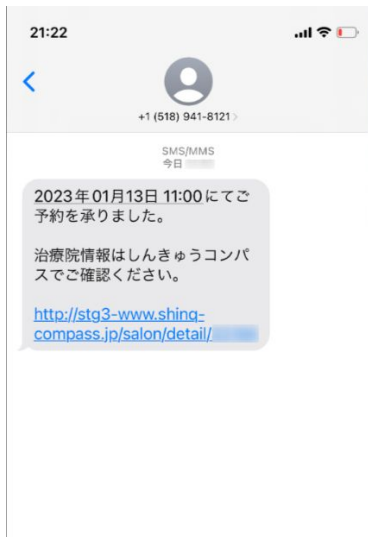 21:22
+1 (518) 941-8121
SMS/MMS
今日
2023年01月13日 11:00にてご
予約を承りました。
治療院情報はしんきゅうコンパ
スでご確認ください。
http://stg3-www.shinq-
compass.jp/salon/detail/